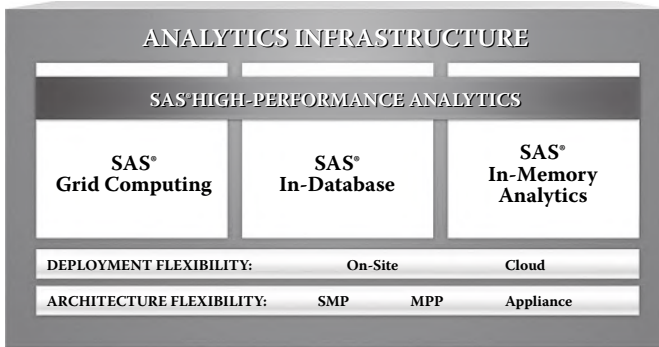 ANALYTICS INFRASTRUCTURE
SAS®HIGH-PERFORMANCE ANALYTICS
SAS®
Grid Computing
SAS®
In-Database
SAS®
In-Memory
Analytics
DEPLOYMENT FLEXIBILITY: On-Site Cloud
ARCHITECTURE FLEXIBILITY: SMP MPP Appliance